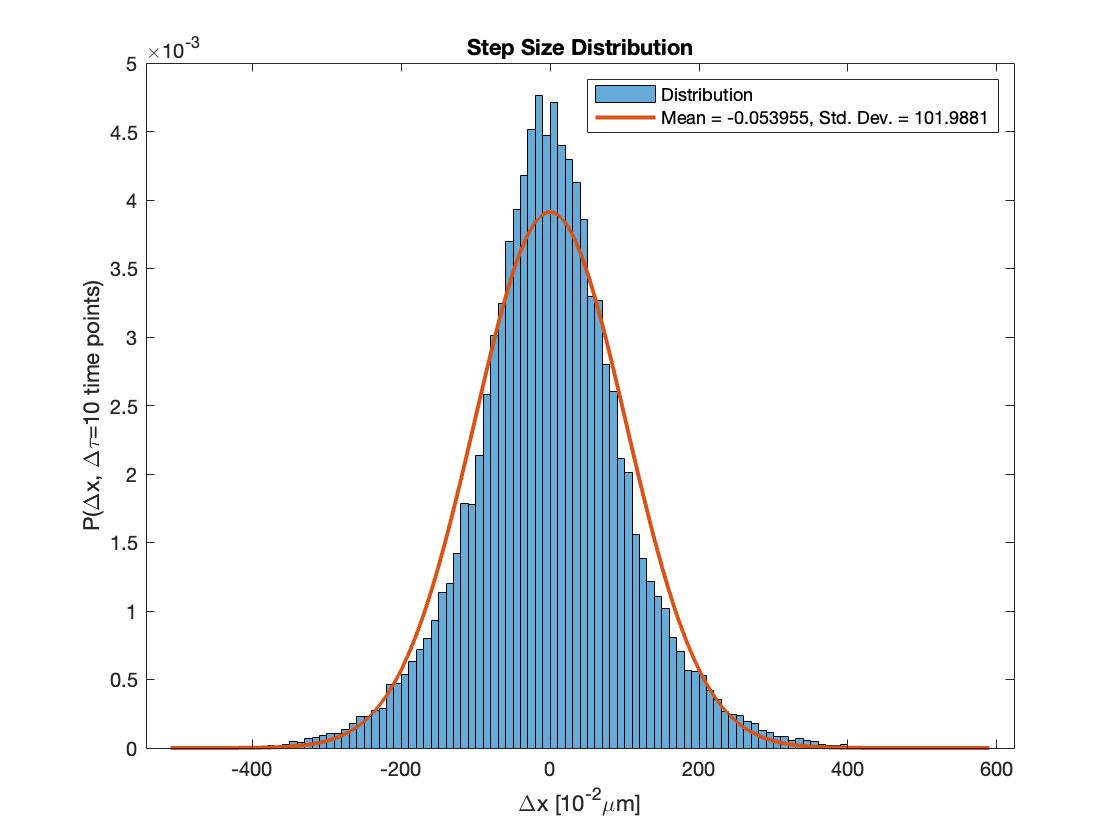 Step Size Distribution
×10⁻³
Distribution
Mean = -0.053955, Std. Dev. = 101.9881
P(Δx, Δτ=10 time points)
5
4.5
4
3.5
3
2.5
2
1.5
1
0.5
0
-400 -200 0 200 400 600
Δx [10⁻²μm]